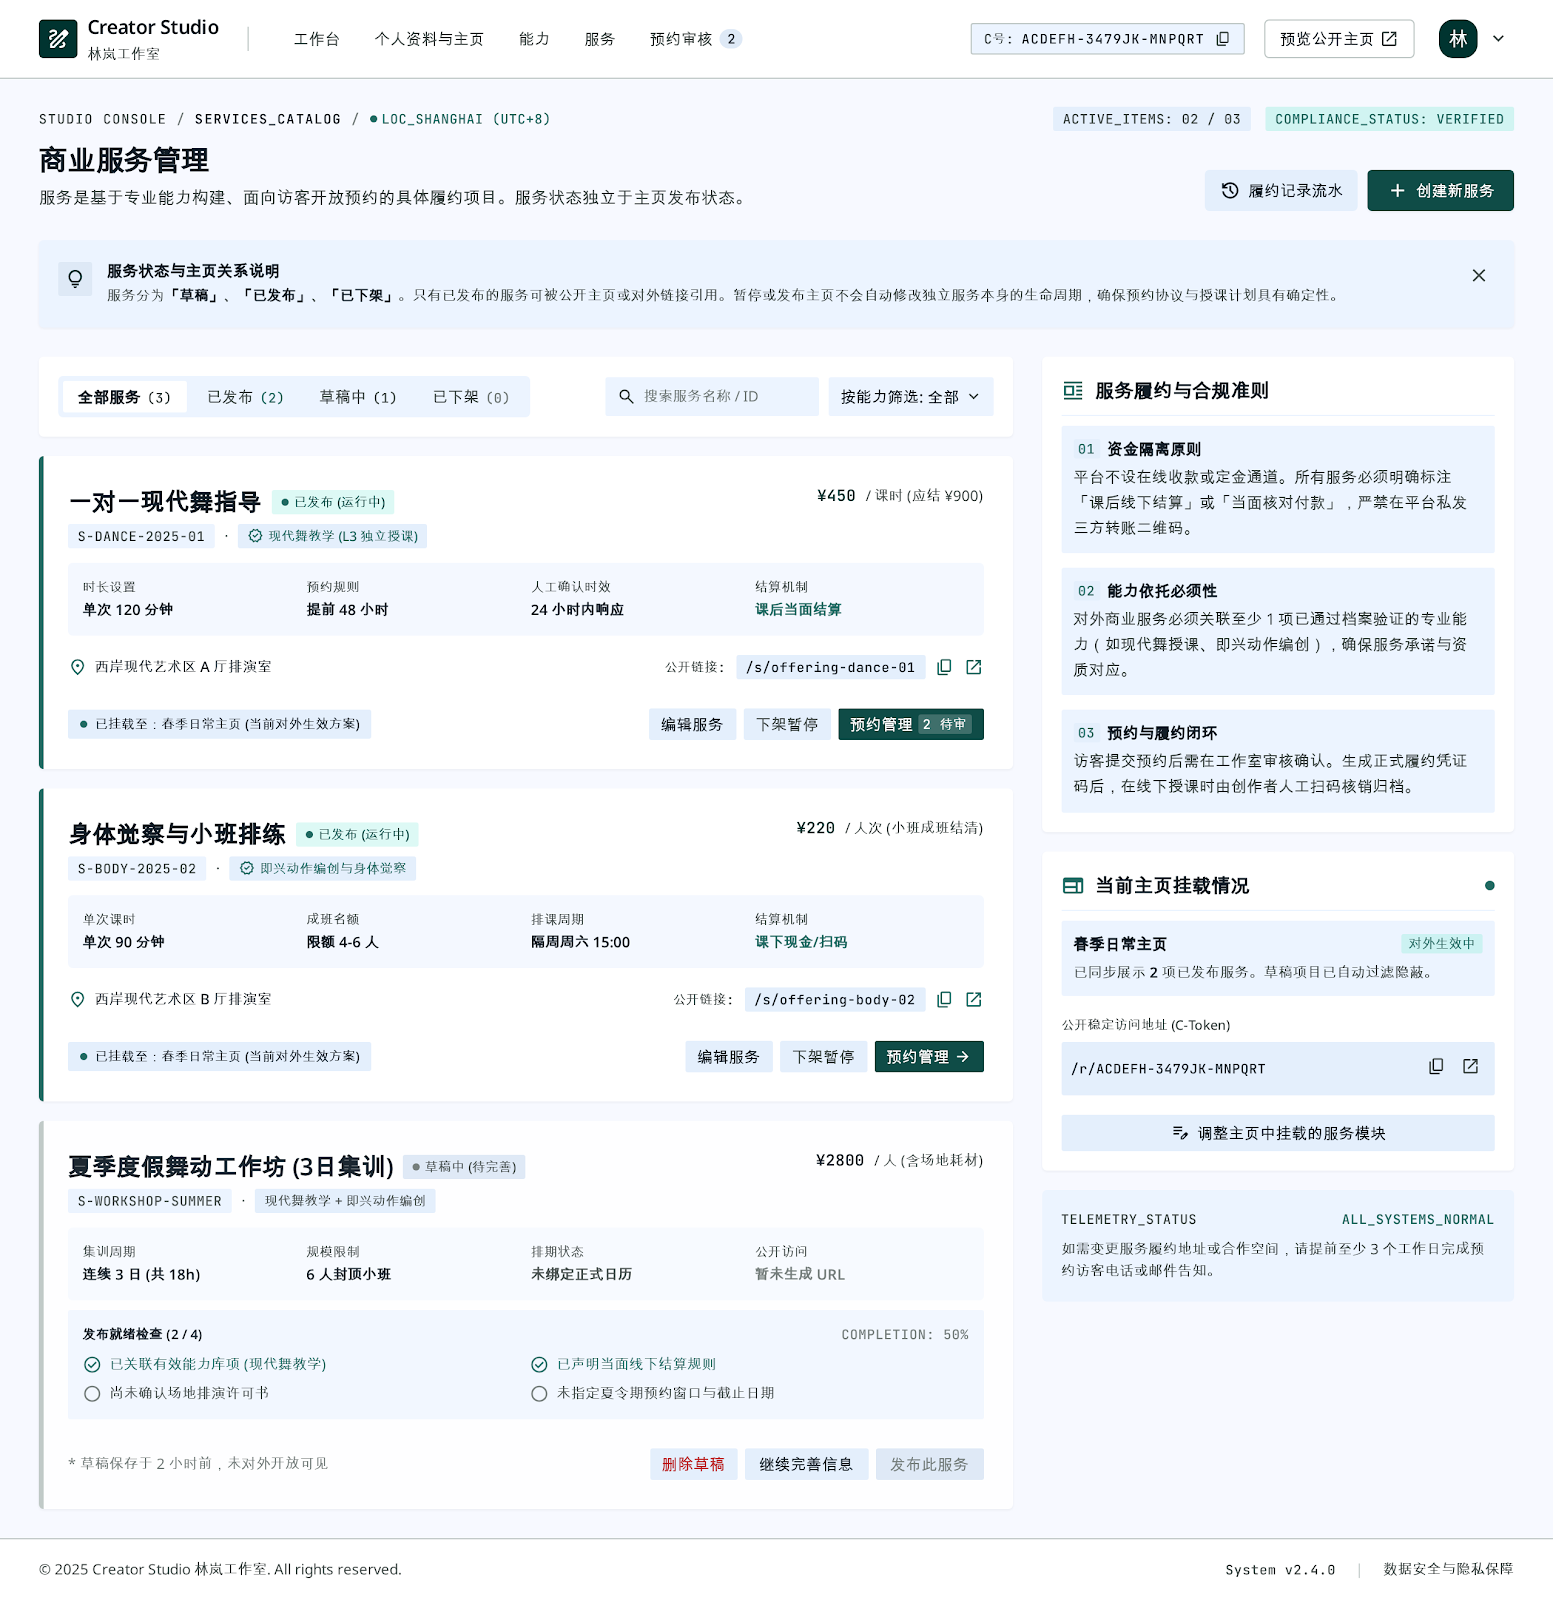 Creator Studio
林岚工作室
工作台
个人资料与主页
能力
服务
预约审核 2
C号: ACDEFH-3479JK-MNPQRT
预览公开主页
林
STUDIO CONSOLE / SERVICES_CATALOG / LOC_SHANGHAI (UTC+8)
ACTIVE_ITEMS: 02 / 03
COMPLIANCE_STATUS: VERIFIED
商业服务管理
服务是基于专业能力构建、面向访客开放预约的具体履约项目。服务状态独立于主页发布状态。
履约记录流水
创建新服务
服务状态与主页关系说明
服务分为「草稿」、「已发布」、「已下架」。只有已发布的服务可被公开主页或对外链接引用。暂停或发布主页不会自动修改独立服务本身的生命周期，确保预约协议与授课计划具有确定性。
全部服务 (3)
已发布 (2)
草稿中 (1)
已下架 (0)
搜索服务名称 / ID
按能力筛选: 全部
一对一现代舞指导
已发布 (运行中)
¥450 / 课时 (应结 ¥900)
S-DANCE-2025-01 · 现代舞教学 (L3 独立授课)
时长设置
单次 120 分钟
预约规则
提前 48 小时
人工确认时效
24 小时内响应
结算机制
课后当面结算
西岸现代艺术区 A 厅排演室
公开链接: /s/offering-dance-01
已挂载至：春季日常主页 (当前对外生效方案)
编辑服务
下架暂停
预约管理 2 待审
身体觉察与小班排练
已发布 (运行中)
¥220 / 人次 (小班成班结清)
S-BODY-2025-02 · 即兴动作编创与身体觉察
单次课时
单次 90 分钟
成班名额
限额 4-6 人
排课周期
隔周周六 15:00
结算机制
课下现金/扫码
西岸现代艺术区 B 厅排演室
公开链接: /s/offering-body-02
已挂载至：春季日常主页 (当前对外生效方案)
编辑服务
下架暂停
预约管理
夏季度假舞动工作坊 (3日集训)
草稿中 (待完善)
¥2800 / 人 (含场地耗材)
S-WORKSHOP-SUMMER · 现代舞教学 + 即兴动作编创
集训周期
连续 3 日 (共 18h)
规模限制
6 人封顶小班
排期状态
未绑定正式日历
公开访问
暂未生成 URL
发布就绪检查 (2 / 4)
COMPLETION: 50%
已关联有效能力库项 (现代舞教学)
已声明当面线下结算规则
尚未确认场地排演许可书
未指定夏令期预约窗口与截止日期
* 草稿保存于 2 小时前，未对外开放可见
删除草稿
继续完善信息
发布此服务
服务履约与合规准则
01 资金隔离原则
平台不设在线收款或定金通道。所有服务必须明确标注
「课后线下结算」或「当面核对付款」，严禁在平台私发
三方转账二维码。
02 能力依托必须性
对外商业服务必须关联至少 1 项已通过档案验证的专业能
力（如现代舞授课、即兴动作编创），确保服务承诺与资
质对应。
03 预约与履约闭环
访客提交预约后需在工作室审核确认。生成正式履约凭证
码后，在线下授课时由创作者人工扫码核销归档。
当前主页挂载情况
春季日常主页
对外生效中
已同步展示 2 项已发布服务。草稿项目已自动过滤隐蔽。
公开稳定访问地址 (C-Token)
/r/ACDEFH-3479JK-MNPQRT
调整主页中挂载的服务模块
TELEMETRY_STATUS
ALL_SYSTEMS_NORMAL
如需变更服务履约地址或合作空间，请提前至少 3 个工作日完成预
约访客电话或邮件告知。
© 2025 Creator Studio 林岚工作室. All rights reserved.
System v2.4.0
数据安全与隐私保障